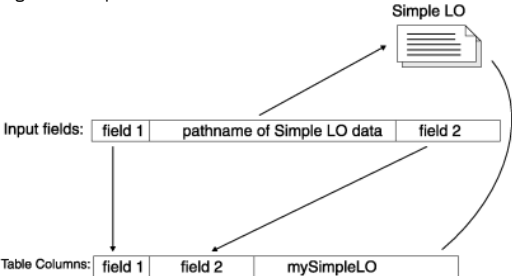 Simple LO
Input fields: field 1 pathname of Simple LO data field 2
Table Columns: field 1 field 2 mySimpleLO